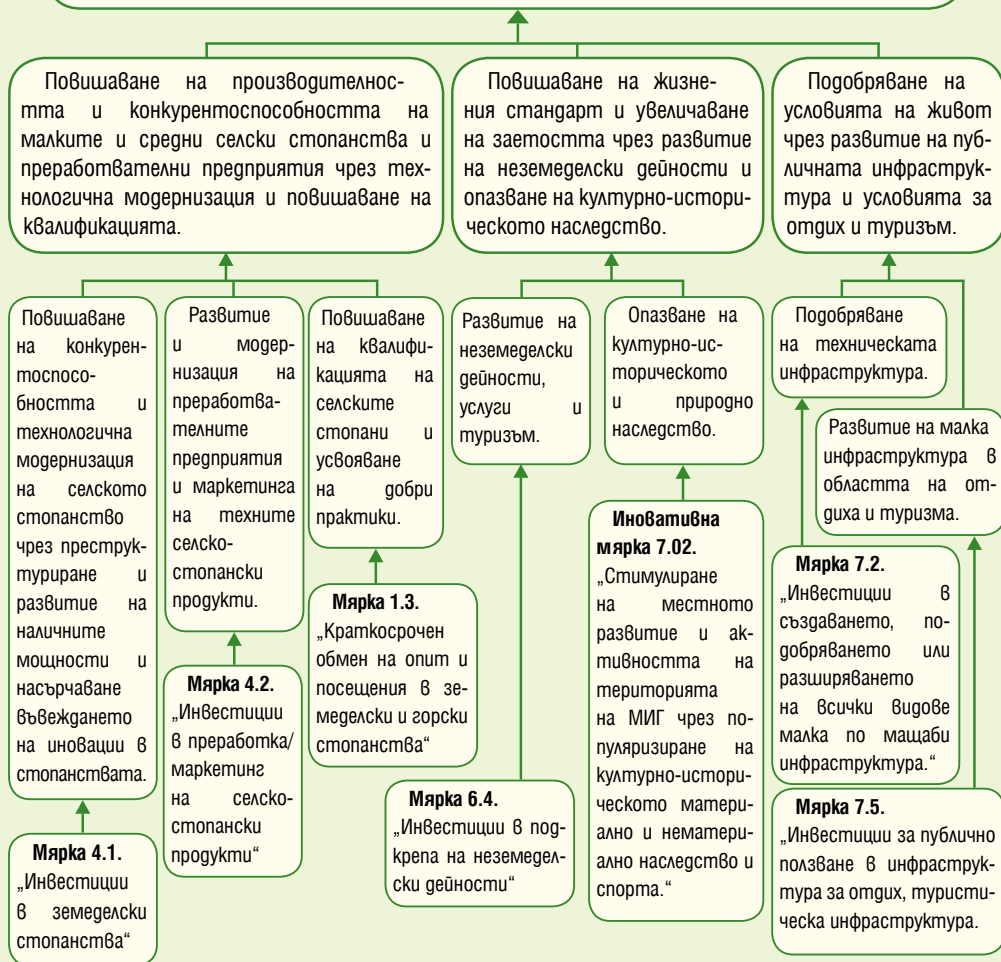 Повишаване на производителнос-
тта и конкурентоспособността на
малките и средни селски стопанства и
преработвателни предприятия чрез тех-
нологична модернизация и повишаване на
квалификацията.
Повишаване на жизне-
ния стандарт и увеличаване
на заетостта чрез развитие
на неземеделски дейности и
опазване на културно-истори-
ческото наследство.
Подобряване на
условията на живот
чрез развитие на пуб-
личната инфраструк-
тура и условията за
отдих и туризъм.
Повишаване
на конкурен-
тоспосо-
бността и
технологична
модернизация
на селското
стопанство
чрез преструк-
туриране и
развитие на
наличните
мощности и
насърчаване
въвеждането
на иновации в
стопанствата.
Развитие
и модер-
низация на
преработва-
телните
предприятия
и маркетинга
на техните
селско-
стопански
продукти.
Повишаване
на квалифи-
кацията на
селските
стопани и
усвояване
на добри
практики.
Развитие на
неземеделски
дейности,
услуги и
туризъм.
Опазване на
културно-ис-
торическото
и природно
наследство.
Подобряване
на техническата
инфраструктура.
Развитие на малка
инфраструктура в
областта на от-
диха и туризма.
Мярка 4.1.
„Инвестиции
в земеделски
стопанства“
Мярка 4.2.
„Инвестиции
в преработка/
маркетинг
на селско-
стопански
продукти“
Мярка 1.3.
„Краткосрочен
обмен на опит и
посещения в зе-
меделски и горски
стопанства“
Мярка 6.4.
„Инвестиции в под-
крепа на неземедел-
ски дейности“
Иновативна
мярка 7.02.
„Стимулиране
на местното
развитие и ак-
тивността на
територията
на МИГ чрез по-
пуляризиране на
културно-истори-
ческото матери-
ално и нематери-
ално наследство и
спорта.“
Мярка 7.2.
„Инвестиции в
създаването, по-
добряването или
разширяването
на всички видове
малка по мащаби
инфраструктура.“
Мярка 7.5.
„Инвестиции за публично
ползване в инфраструк-
тура за отдих, туристи-
ческа инфраструктура.